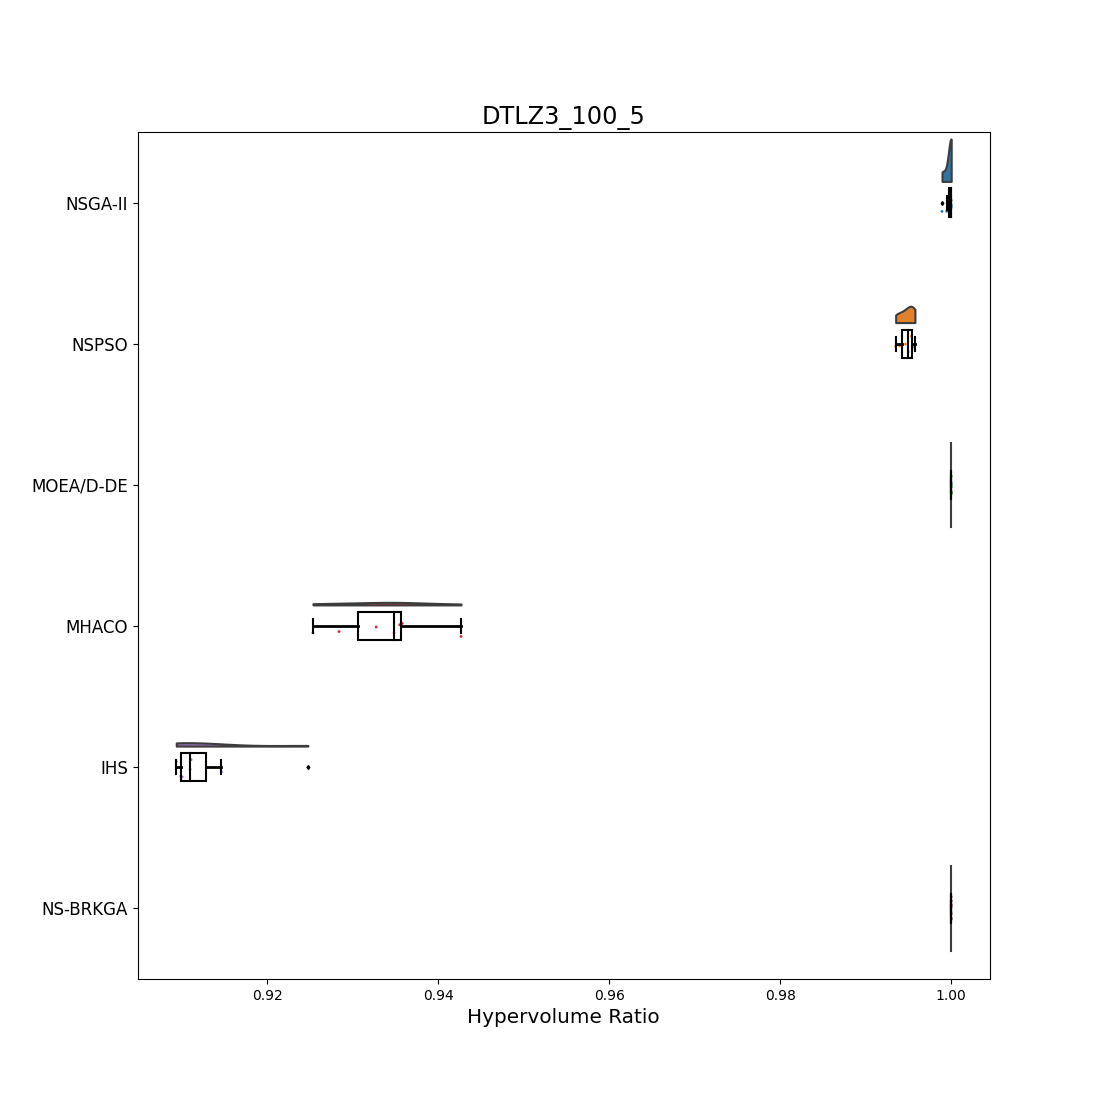 DTLZ3_100_5
NSGA-II
NSPSO
MOEA/D-DE
MHACO
IHS
NS-BRKGA
0.92 0.94 0.96 0.98 1.00
Hypervolume Ratio